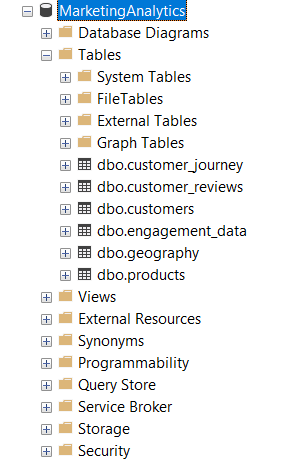 MarketingAnalytics
Database Diagrams
Tables
System Tables
FileTables
External Tables
Graph Tables
dbo.customer_journey
dbo.customer_reviews
dbo.customers
dbo.engagement_data
dbo.geography
dbo.products
Views
External Resources
Synonyms
Programmability
Query Store
Service Broker
Storage
Security